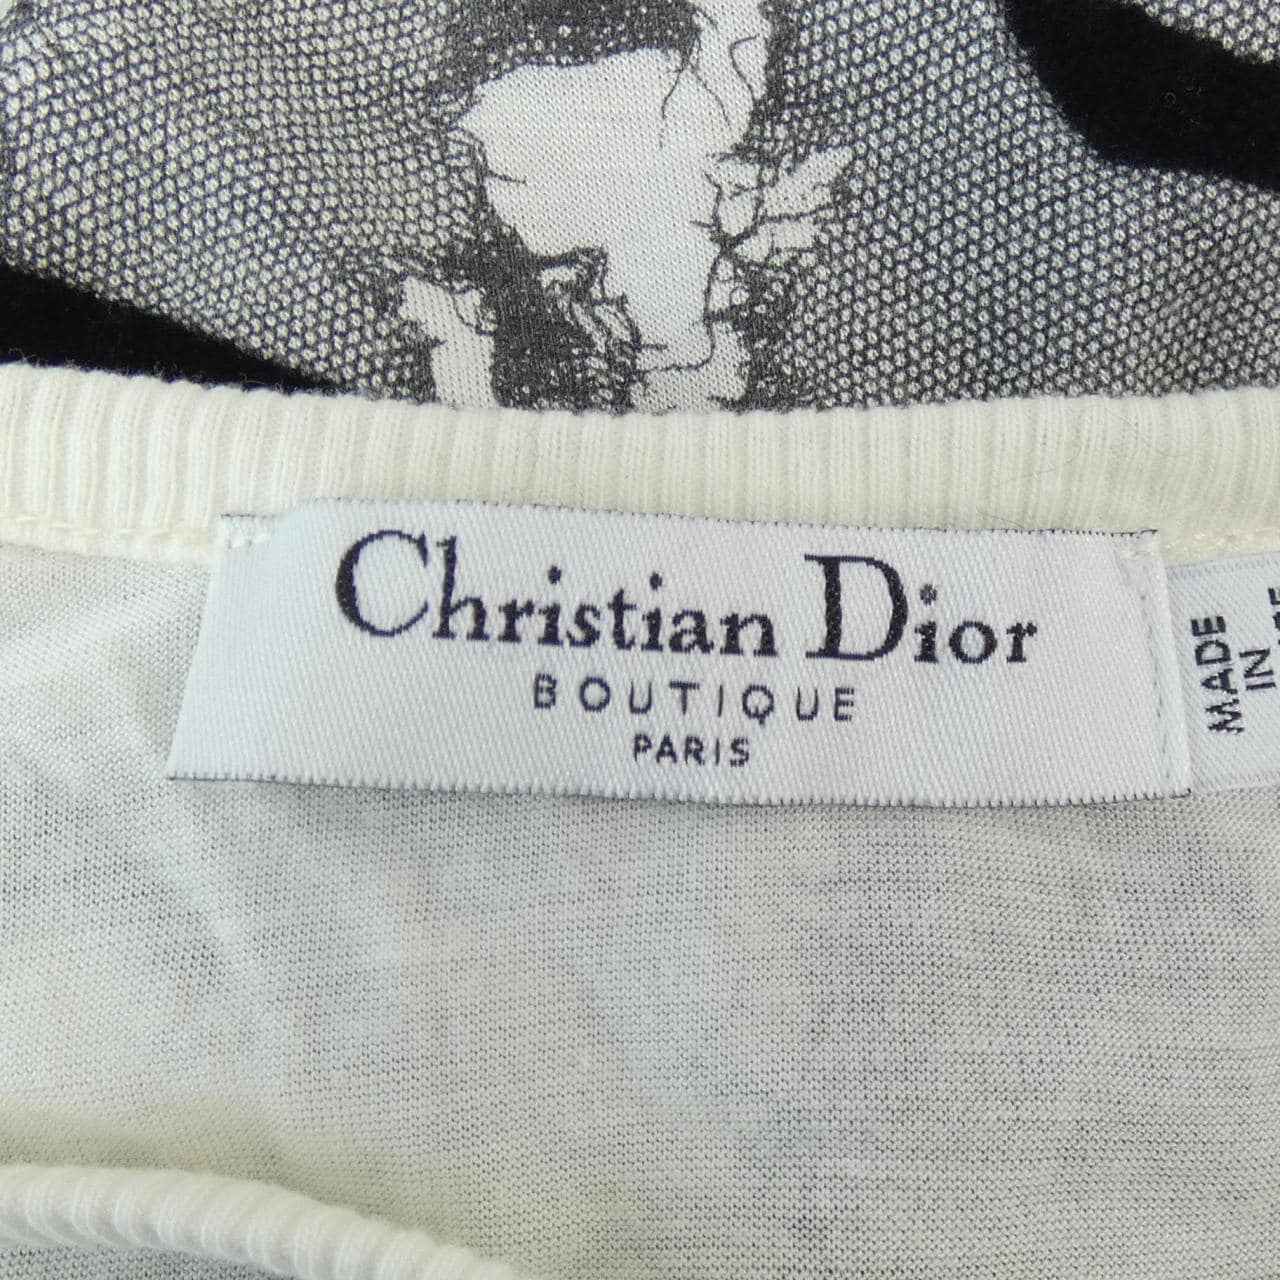 Christian Dior
BOUTIQUE
PARIS
MADE
IN